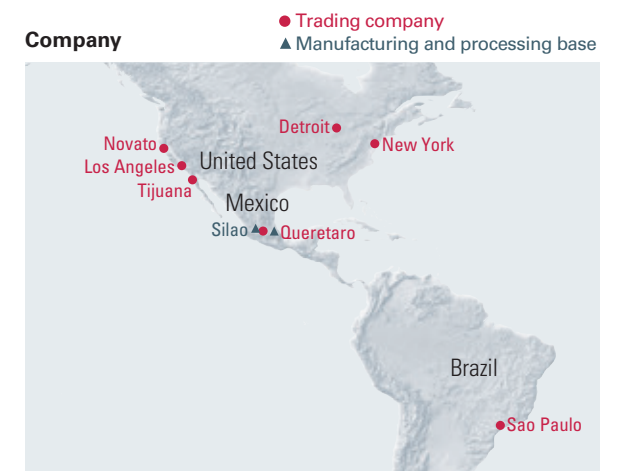 ● Trading company
Company
▲ Manufacturing and processing base
Detroit
New York
Novato
Los Angeles
United States
Tijuana
Mexico
Silao
Queretaro
Brazil
Sao Paulo